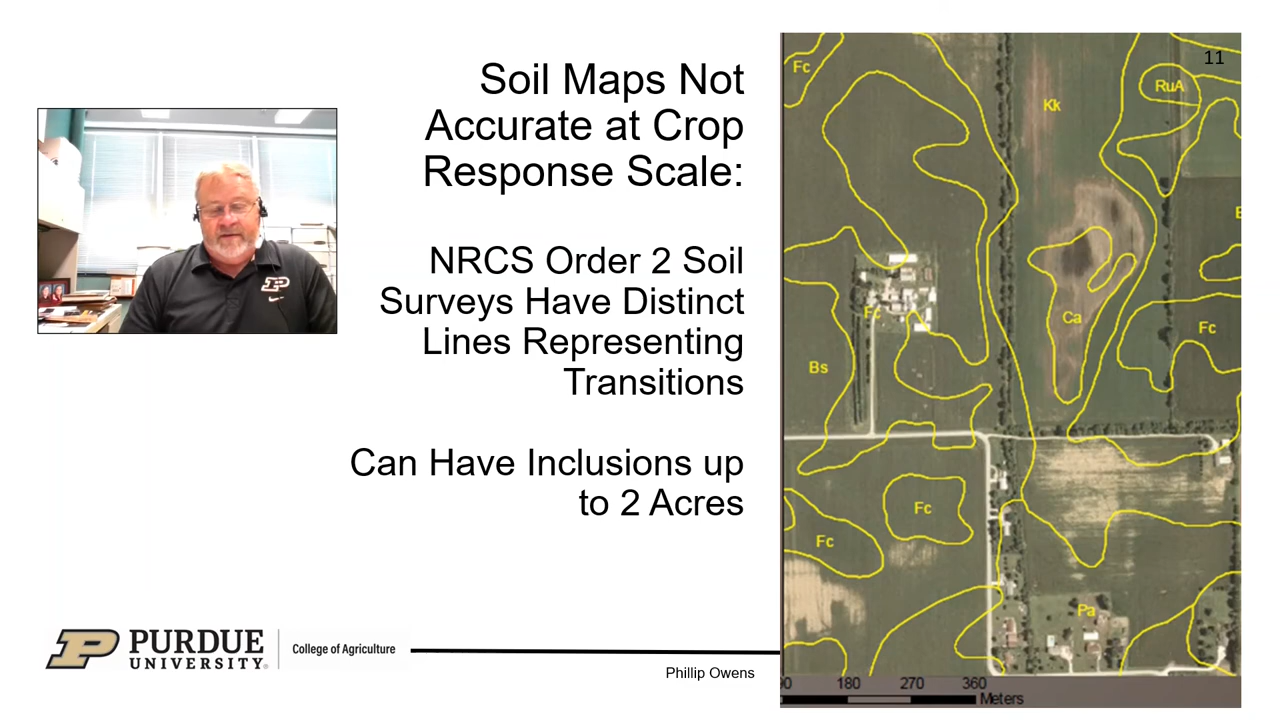 Soil Maps Not
Accurate at Crop
Response Scale:
NRCS Order 2 Soil
Surveys Have Distinct
Lines Representing
Transitions
Can Have Inclusions up
to 2 Acres
PURDUE
UNIVERSITY®
College of Agriculture
Phillip Owens
11
Fc
Kk
RuA
Fc
Ca
Fc
Bs
Fc
Fc
Pa
180 270 360
Meters